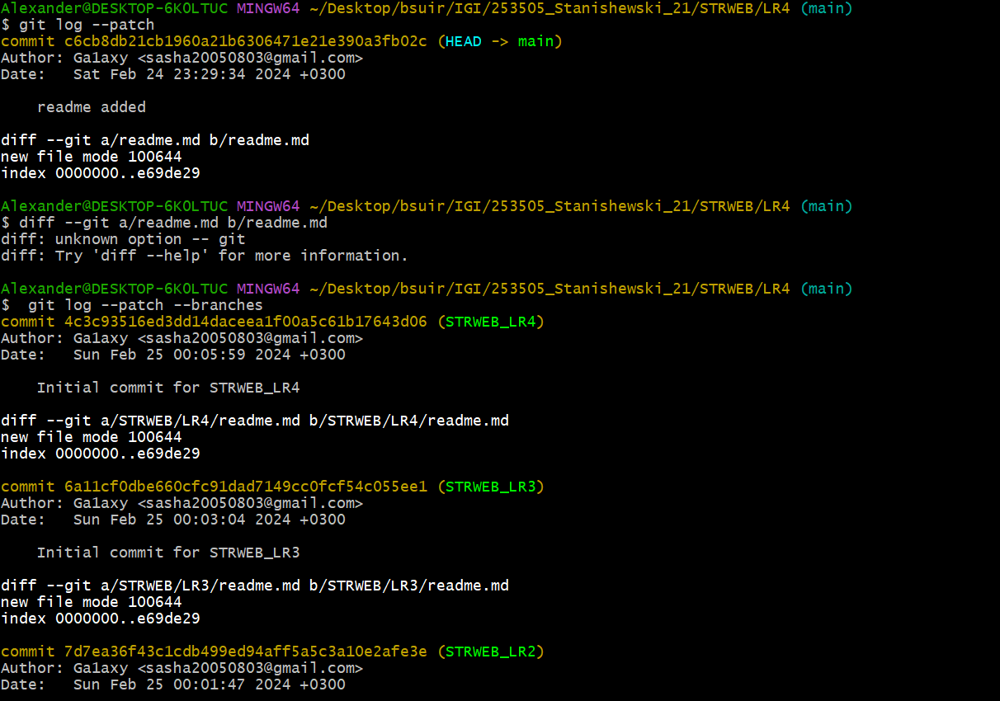 Alexander@DESKTOP-6K0LTUC MINGW64 ~/Desktop/bsuir/IGI/253505_Stanishewski_21/STRWEB/LR4 (main)
$ git log --patch
commit c6cb8db21cb1960a21b6306471e21e390a3fb02c (HEAD -> main)
Author: Ga1axy <sasha20050803@gmail.com>
Date:   Sat Feb 24 23:29:34 2024 +0300

    readme added

diff --git a/readme.md b/readme.md
new file mode 100644
index 0000000..e69de29

Alexander@DESKTOP-6K0LTUC MINGW64 ~/Desktop/bsuir/IGI/253505_Stanishewski_21/STRWEB/LR4 (main)
$ diff --git a/readme.md b/readme.md
diff: unknown option -- git
diff: Try 'diff --help' for more information.

Alexander@DESKTOP-6K0LTUC MINGW64 ~/Desktop/bsuir/IGI/253505_Stanishewski_21/STRWEB/LR4 (main)
$  git log --patch --branches
commit 4c3c93516ed3dd14daceea1f00a5c61b17643d06 (STRWEB_LR4)
Author: Ga1axy <sasha20050803@gmail.com>
Date:   Sun Feb 25 00:05:59 2024 +0300

    Initial commit for STRWEB_LR4

diff --git a/STRWEB/LR4/readme.md b/STRWEB/LR4/readme.md
new file mode 100644
index 0000000..e69de29

commit 6a11cf0dbe660cfc91dad7149cc0fcf54c055ee1 (STRWEB_LR3)
Author: Ga1axy <sasha20050803@gmail.com>
Date:   Sun Feb 25 00:03:04 2024 +0300

    Initial commit for STRWEB_LR3

diff --git a/STRWEB/LR3/readme.md b/STRWEB/LR3/readme.md
new file mode 100644
index 0000000..e69de29

commit 7d7ea36f43c1cdb499ed94aff5a5c3a10e2afe3e (STRWEB_LR2)
Author: Ga1axy <sasha20050803@gmail.com>
Date:   Sun Feb 25 00:01:47 2024 +0300